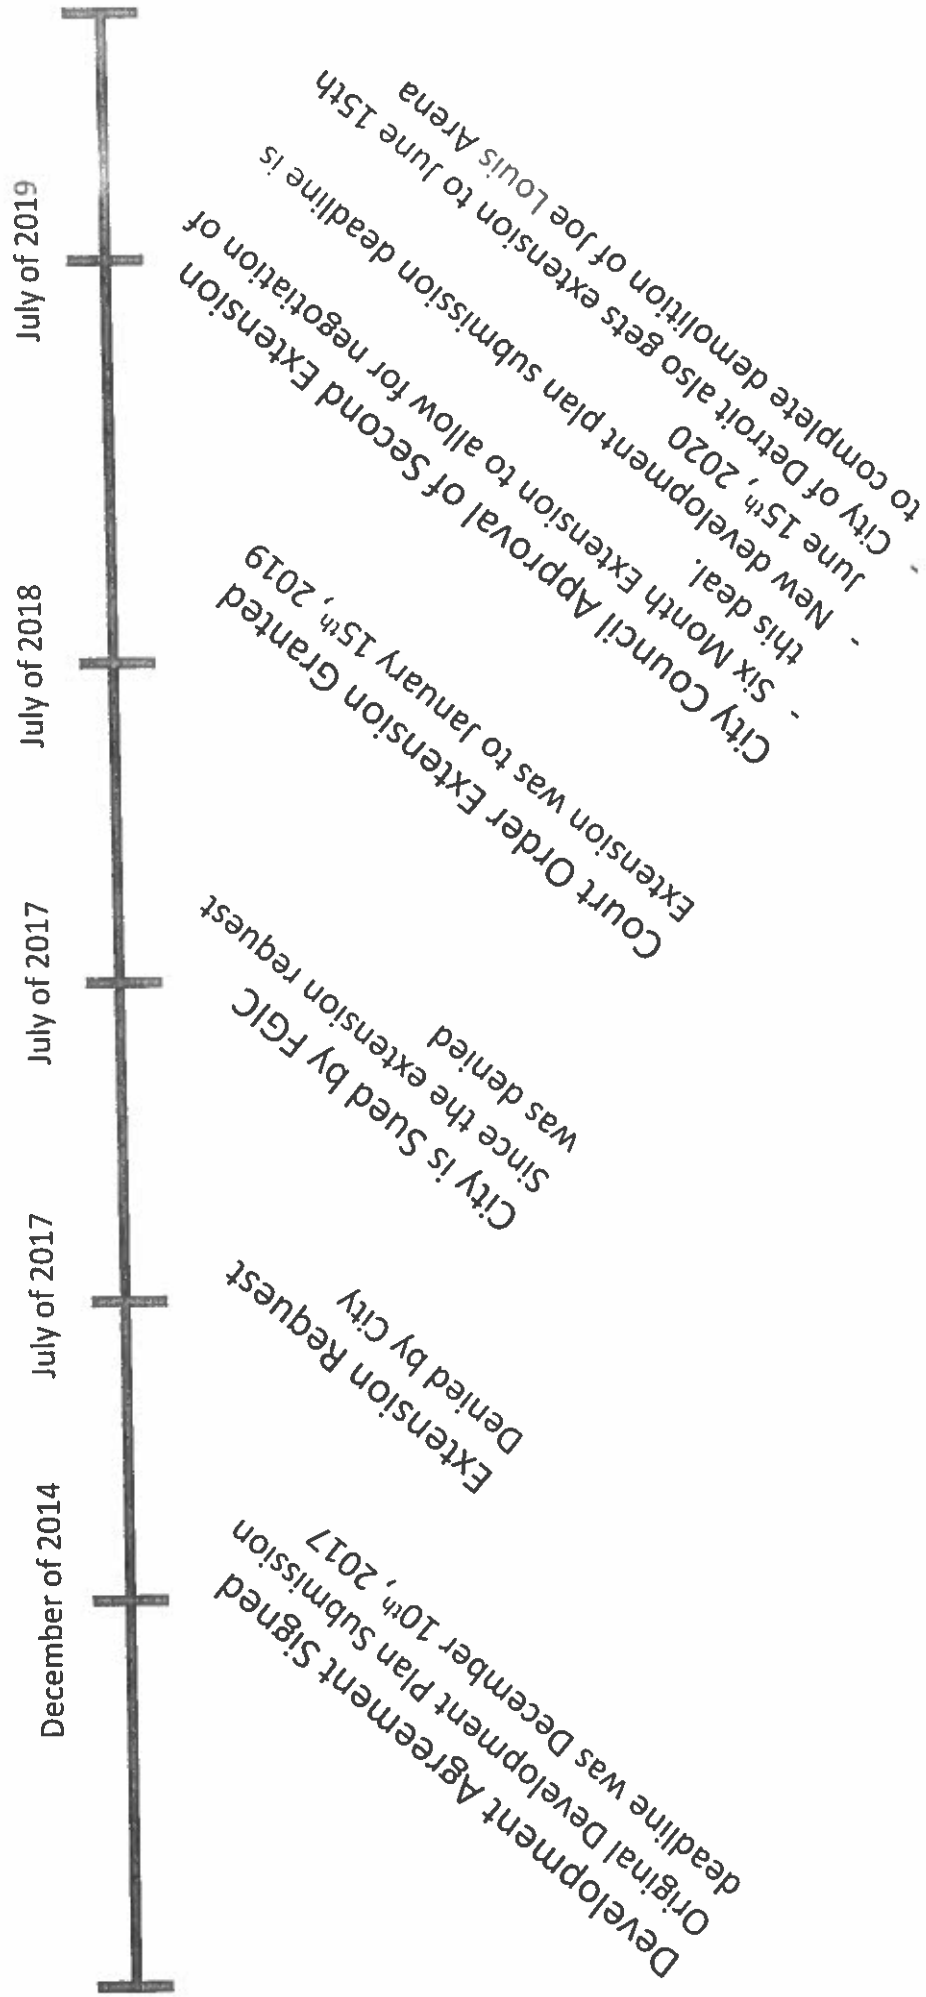 December of 2014
July of 2017
July of 2017
July of 2018
July of 2019
Development Agreement Signed
Original Development Plan Submission
deadline was December 10th, 2017
Extension Request
Denied by City
City is Sued by FGIC
Since the extension request
was denied
Court Order Extension Granted
Extension was to January 15th, 2019
City Council Approval of Second Extension
- Six Month Extension to allow for negotiation of
this deal.
- New development plan submission deadline is
June 15th, 2020
- City of Detroit also gets extension to June 15th
to complete demolition of Joe Louis Arena